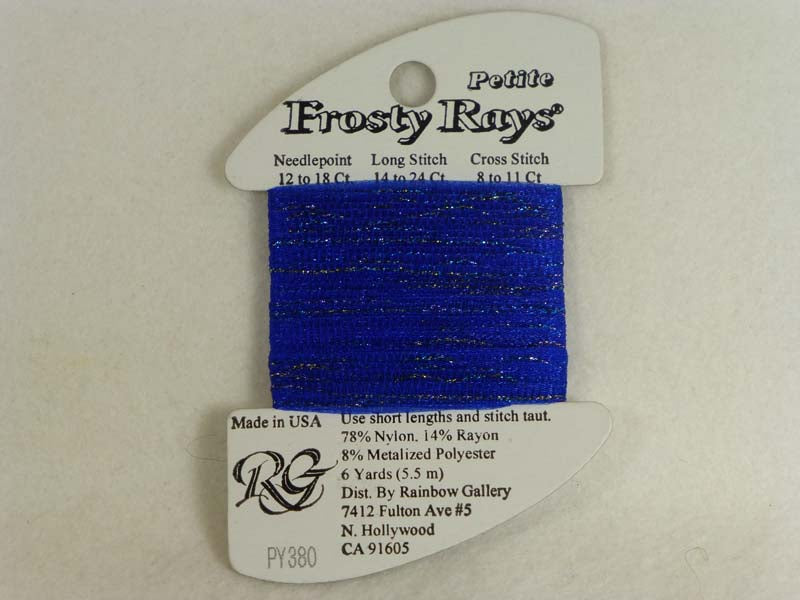 Petite
Frosty Rays®
Needlepoint Long Stitch Cross Stitch
12 to 18 Ct. 14 to 24 Ct. 8 to 11 Ct
Made in USA
Use short lengths and stitch taut.
78% Nylon, 14% Rayon
8% Metalized Polyester
6 Yards (5.5 m)
Dist. By Rainbow Gallery
7412 Fulton Ave #5
N. Hollywood
CA 91605
RG
PY380